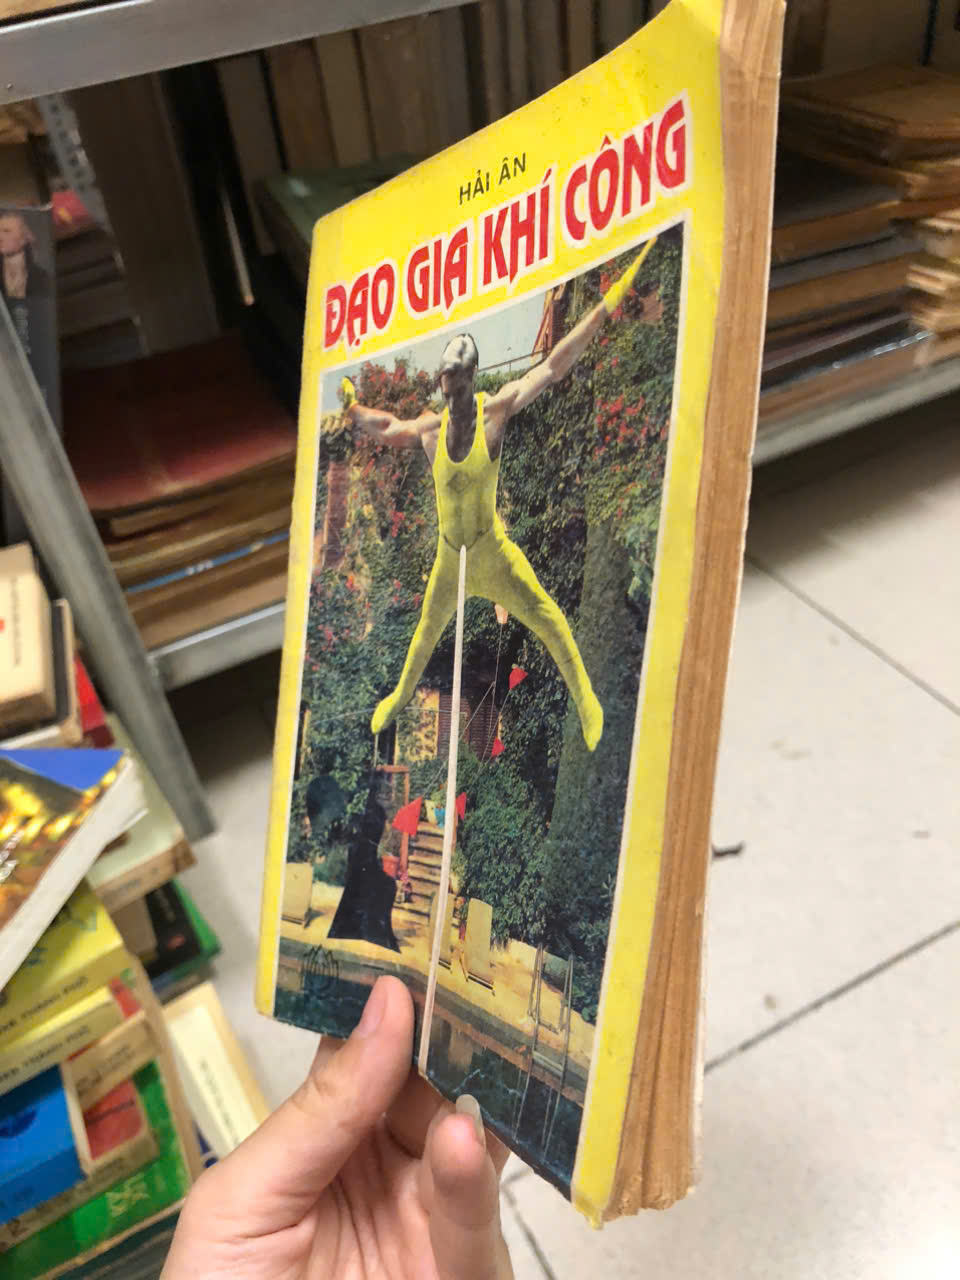 HẢI ÂN
ĐẠO GIA KHÍ CÔNG